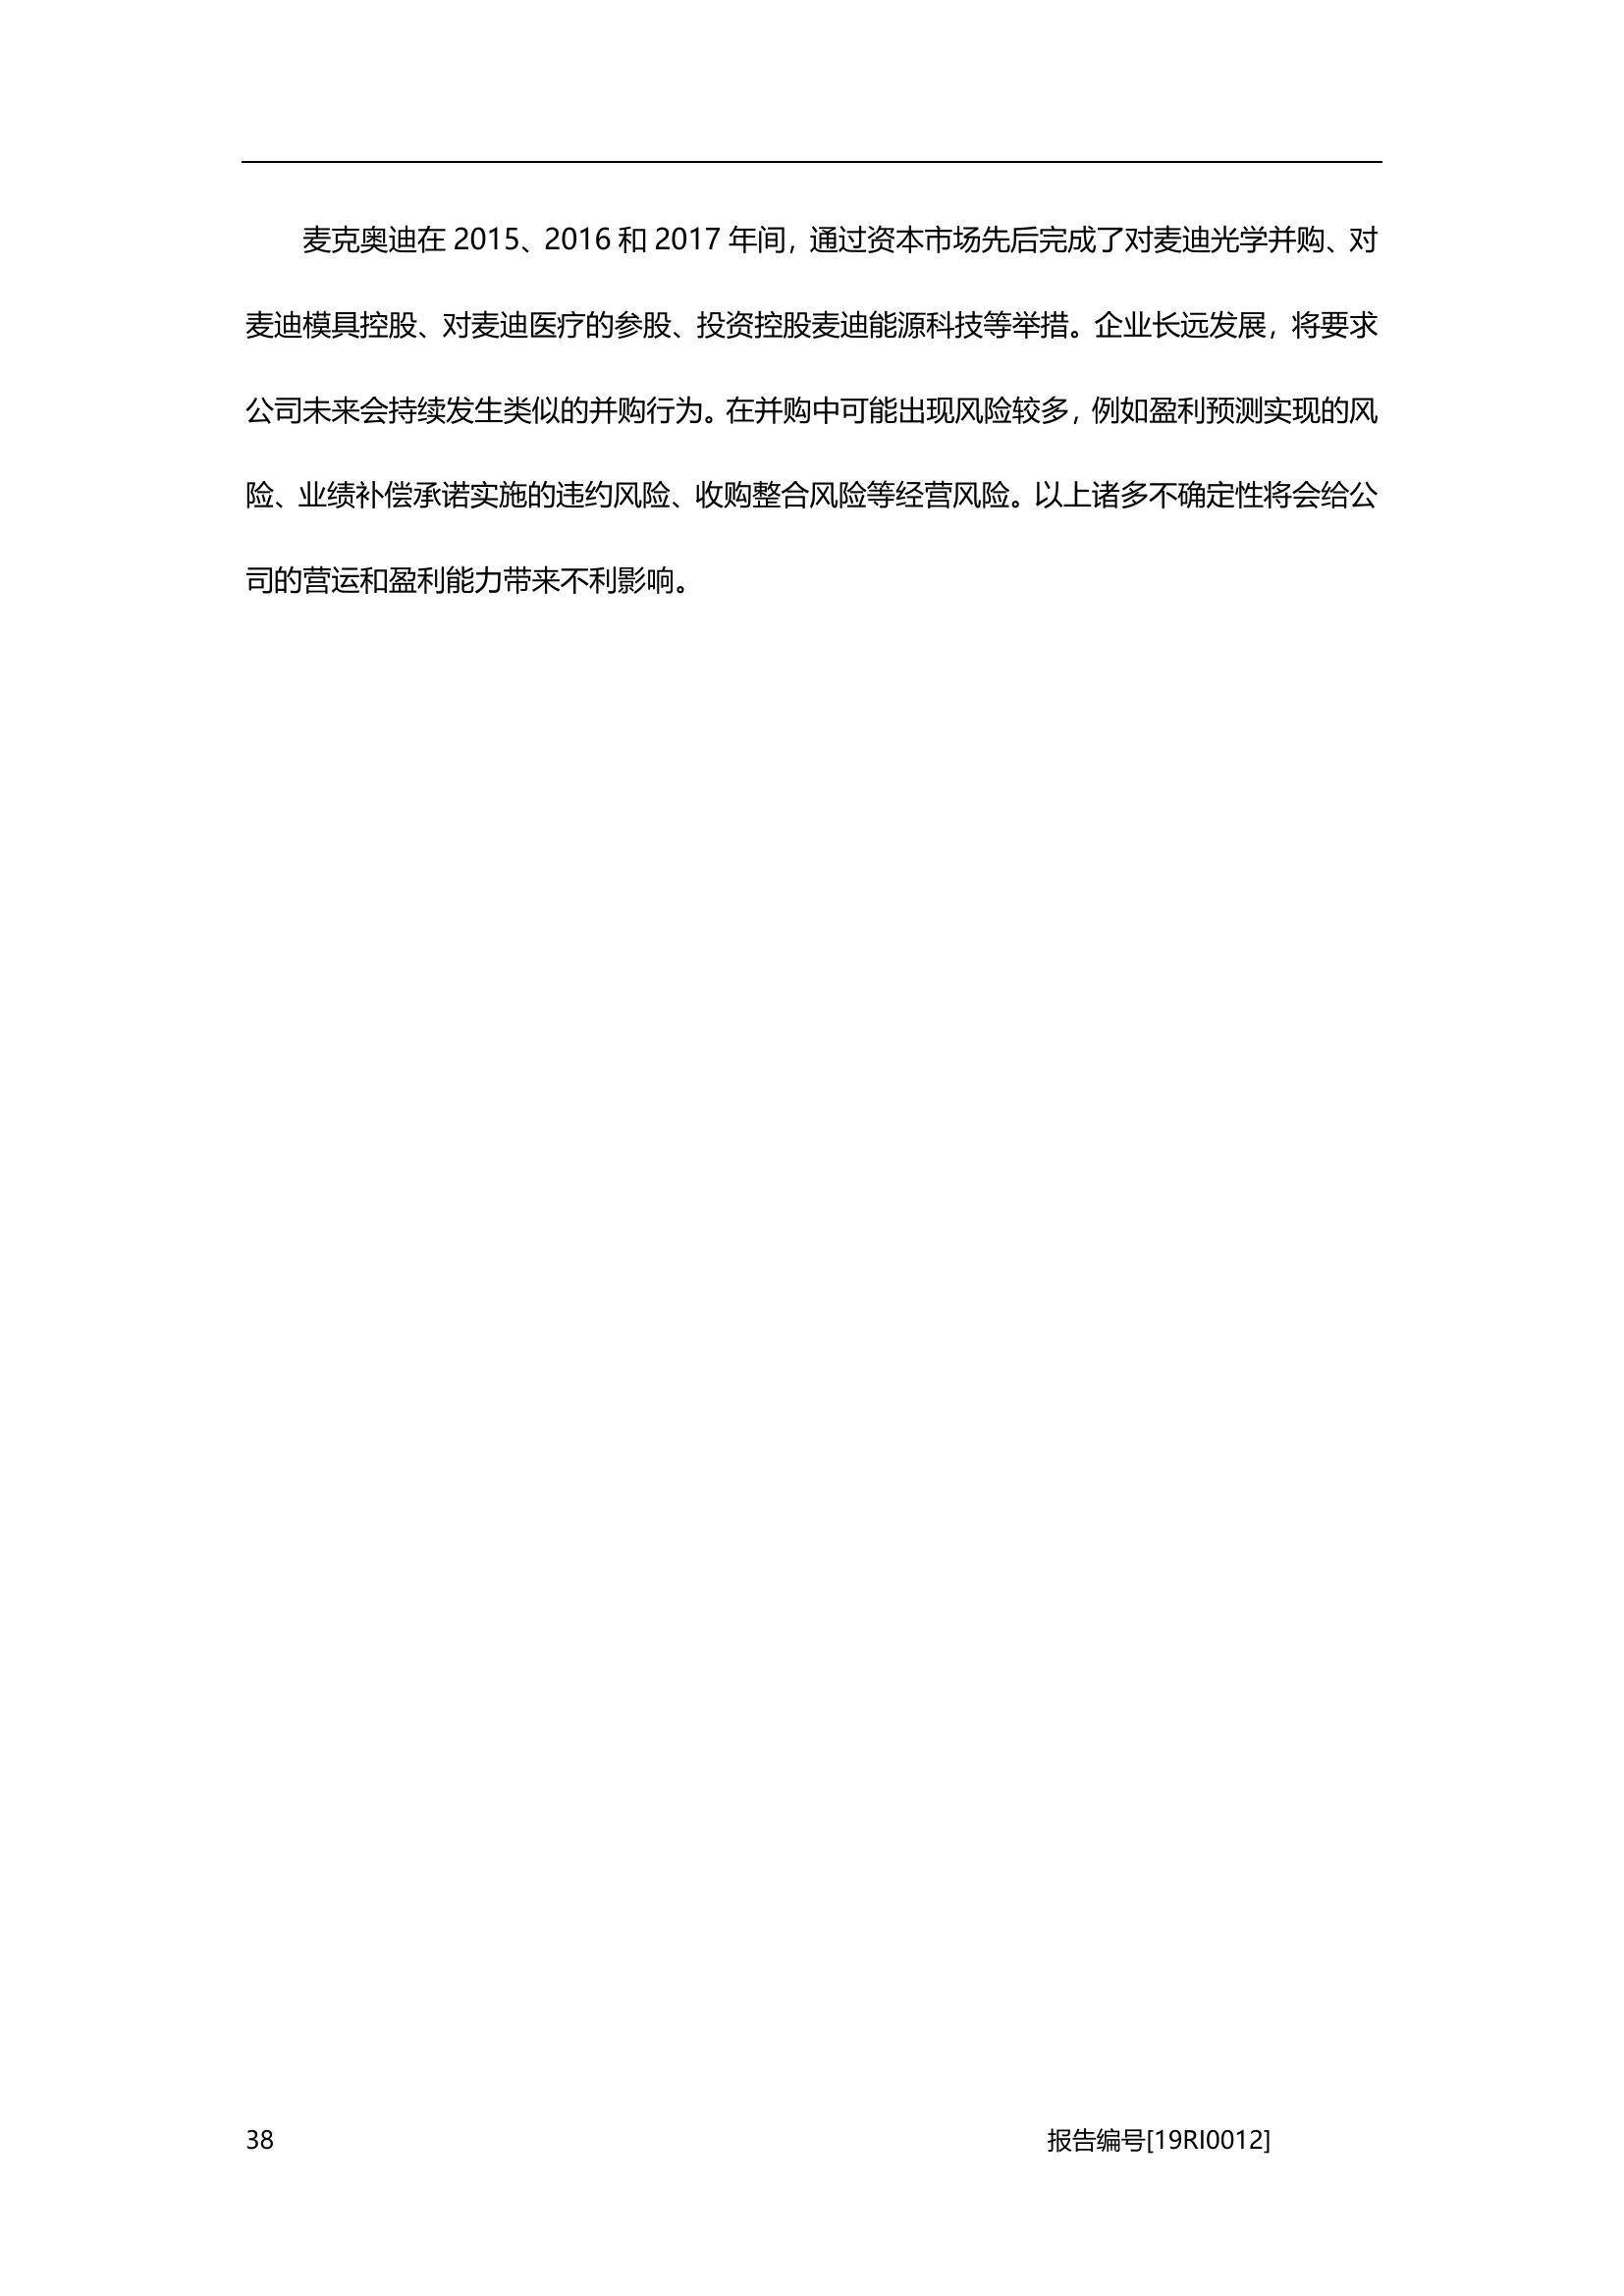 麦克奥迪在 2015、2016 和 2017 年间，通过资本市场先后完成了对麦迪光学并购、对
麦迪模具控股、对麦迪医疗的参股、投资控股麦迪能源科技等举措。企业长远发展，将要求
公司未来会持续发生类似的并购行为。在并购中可能出现风险较多，例如盈利预测实现的风
险、业绩补偿承诺实施的违约风险、收购整合风险等经营风险。以上诸多不确定性将会给公
司的营运和盈利能力带来不利影响。
38 报告编号[19RI0012]